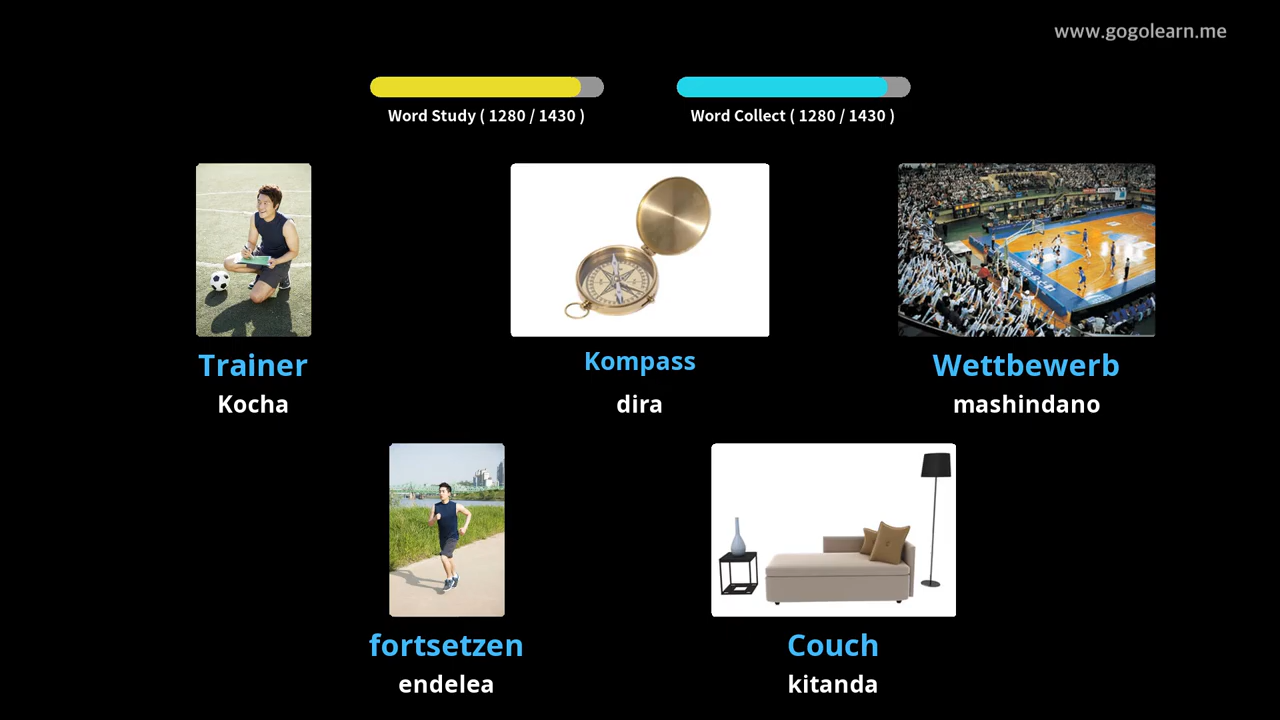 www.gogolearn.me
Word Study ( 1280 / 1430 )
Word Collect ( 1280 / 1430 )
Trainer
Kocha
Kompass
dira
Wettbewerb
mashindano
fortsetzen
endelea
Couch
kitanda